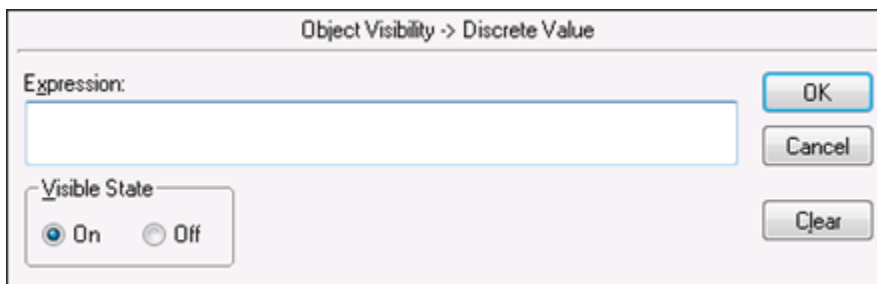 Object Visibility -> Discrete Value
Expression:
OK
Cancel
Visible State
On Off
Clear